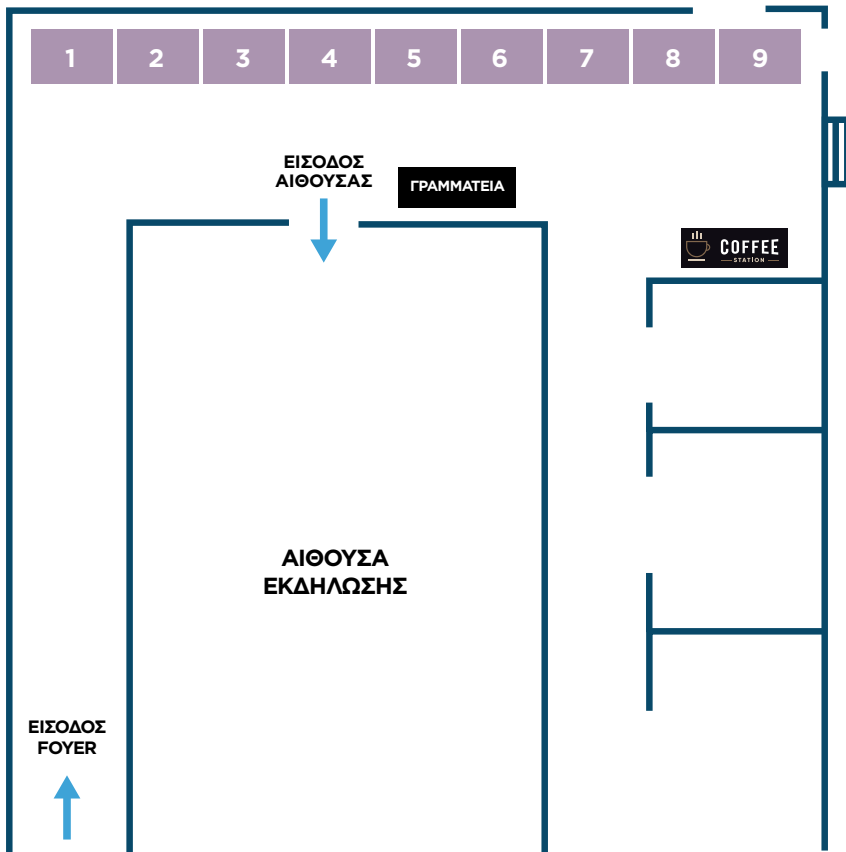 1 2 3 4 5 6 7 8 9
ΕΙΣΟΔΟΣ
ΑΙΘΟΥΣΑΣ
ΓΡΑΜΜΑΤΕΙΑ
COFFEE
STATION
ΑΙΘΟΥΣΑ
ΕΚΔΗΛΩΣΗΣ
ΕΙΣΟΔΟΣ
FOYER